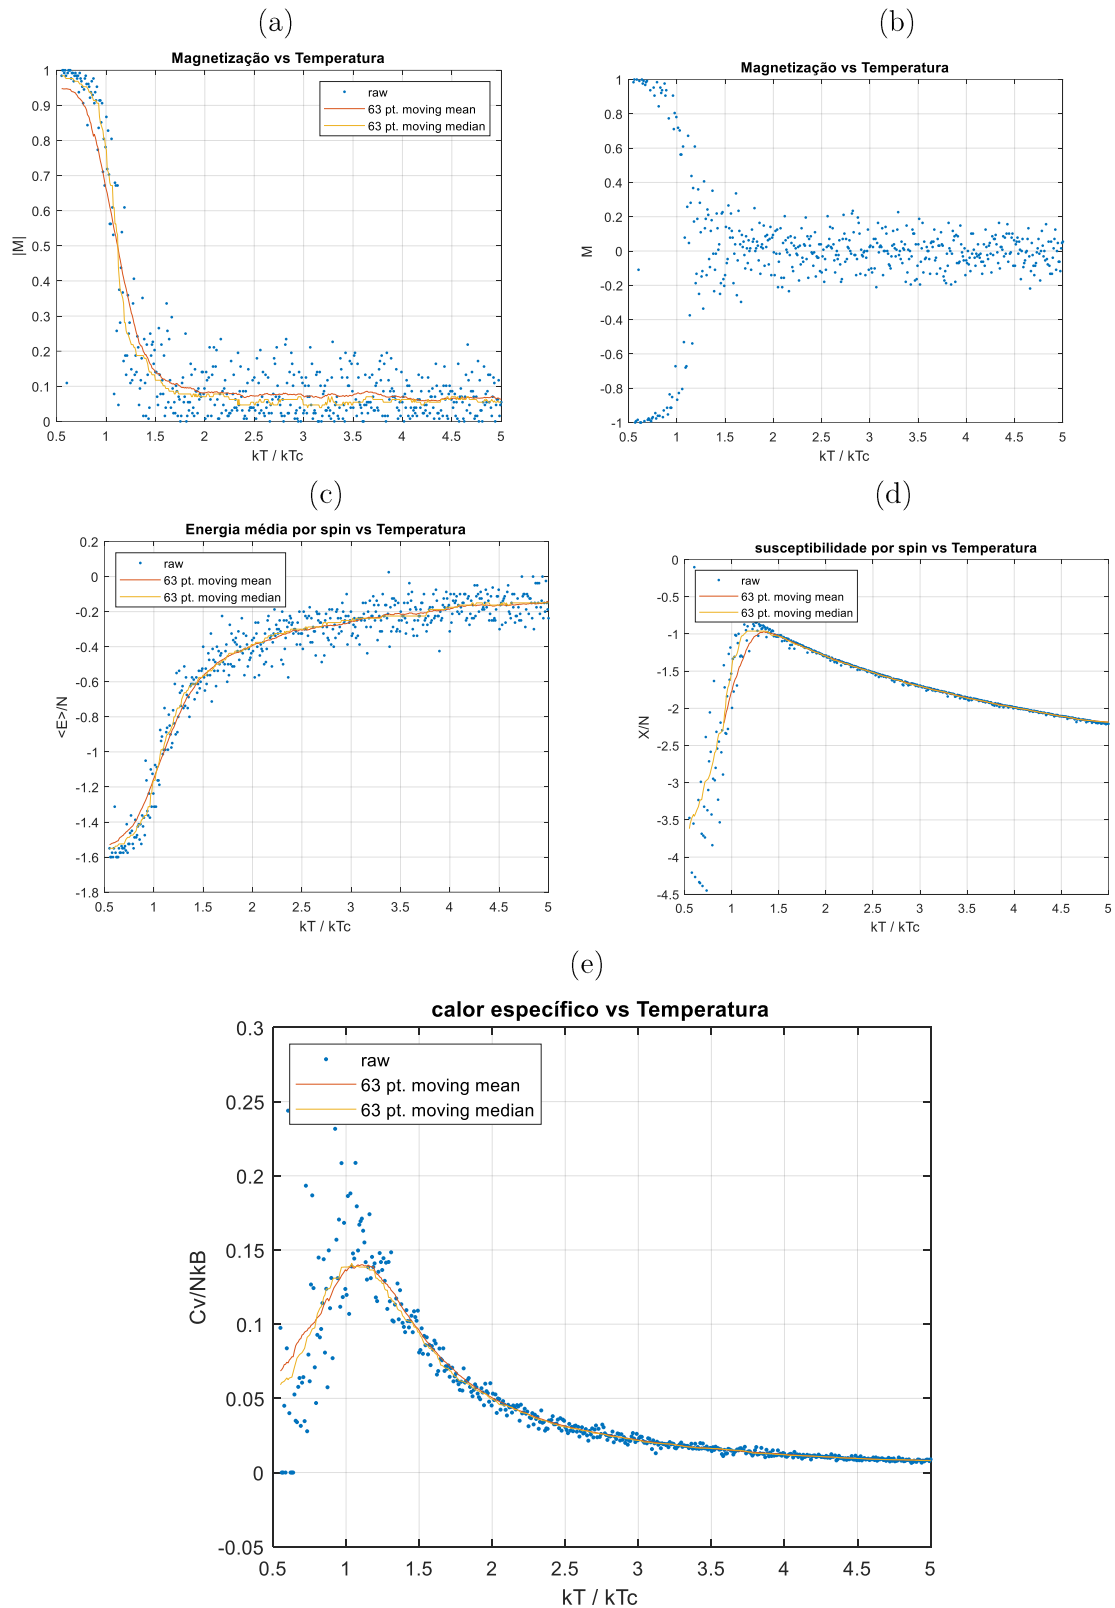 (a)
Magnetização vs Temperatura
raw
63 pt. moving mean
63 pt. moving median
|M|
1
0.9
0.8
0.7
0.6
0.5
0.4
0.3
0.2
0.1
0
0.5 1 1.5 2 2.5 3 3.5 4 4.5 5
kT / kTc
(b)
Magnetização vs Temperatura
M
1
0.8
0.6
0.4
0.2
0
-0.2
-0.4
-0.6
-0.8
-1
0.5 1 1.5 2 2.5 3 3.5 4 4.5 5
kT / kTc
(c)
Energia média por spin vs Temperatura
raw
63 pt. moving mean
63 pt. moving median
<E>/N
0.2
0
-0.2
-0.4
-0.6
-0.8
-1
-1.2
-1.4
-1.6
-1.8
0.5 1 1.5 2 2.5 3 3.5 4 4.5 5
kT / kTc
(d)
susceptibilidade por spin vs Temperatura
raw
63 pt. moving mean
63 pt. moving median
X/N
0
-0.5
-1
-1.5
-2
-2.5
-3
-3.5
-4
-4.5
0.5 1 1.5 2 2.5 3 3.5 4 4.5 5
kT / kTc
(e)
calor específico vs Temperatura
raw
63 pt. moving mean
63 pt. moving median
Cv/NkB
0.3
0.25
0.2
0.15
0.1
0.05
0
-0.05
0.5 1 1.5 2 2.5 3 3.5 4 4.5 5
kT / kTc